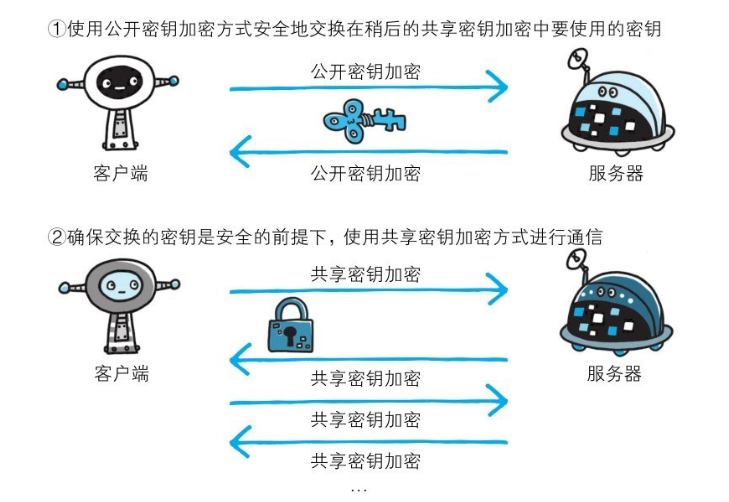 ①使用公开密钥加密方式安全地交换在稍后的共享密钥加密中要使用的密钥
公开密钥加密
公开密钥加密
客户端
服务器
②确保交换的密钥是安全的前提下，使用共享密钥加密方式进行通信
共享密钥加密
客户端
服务器
共享密钥加密
共享密钥加密
共享密钥加密
…